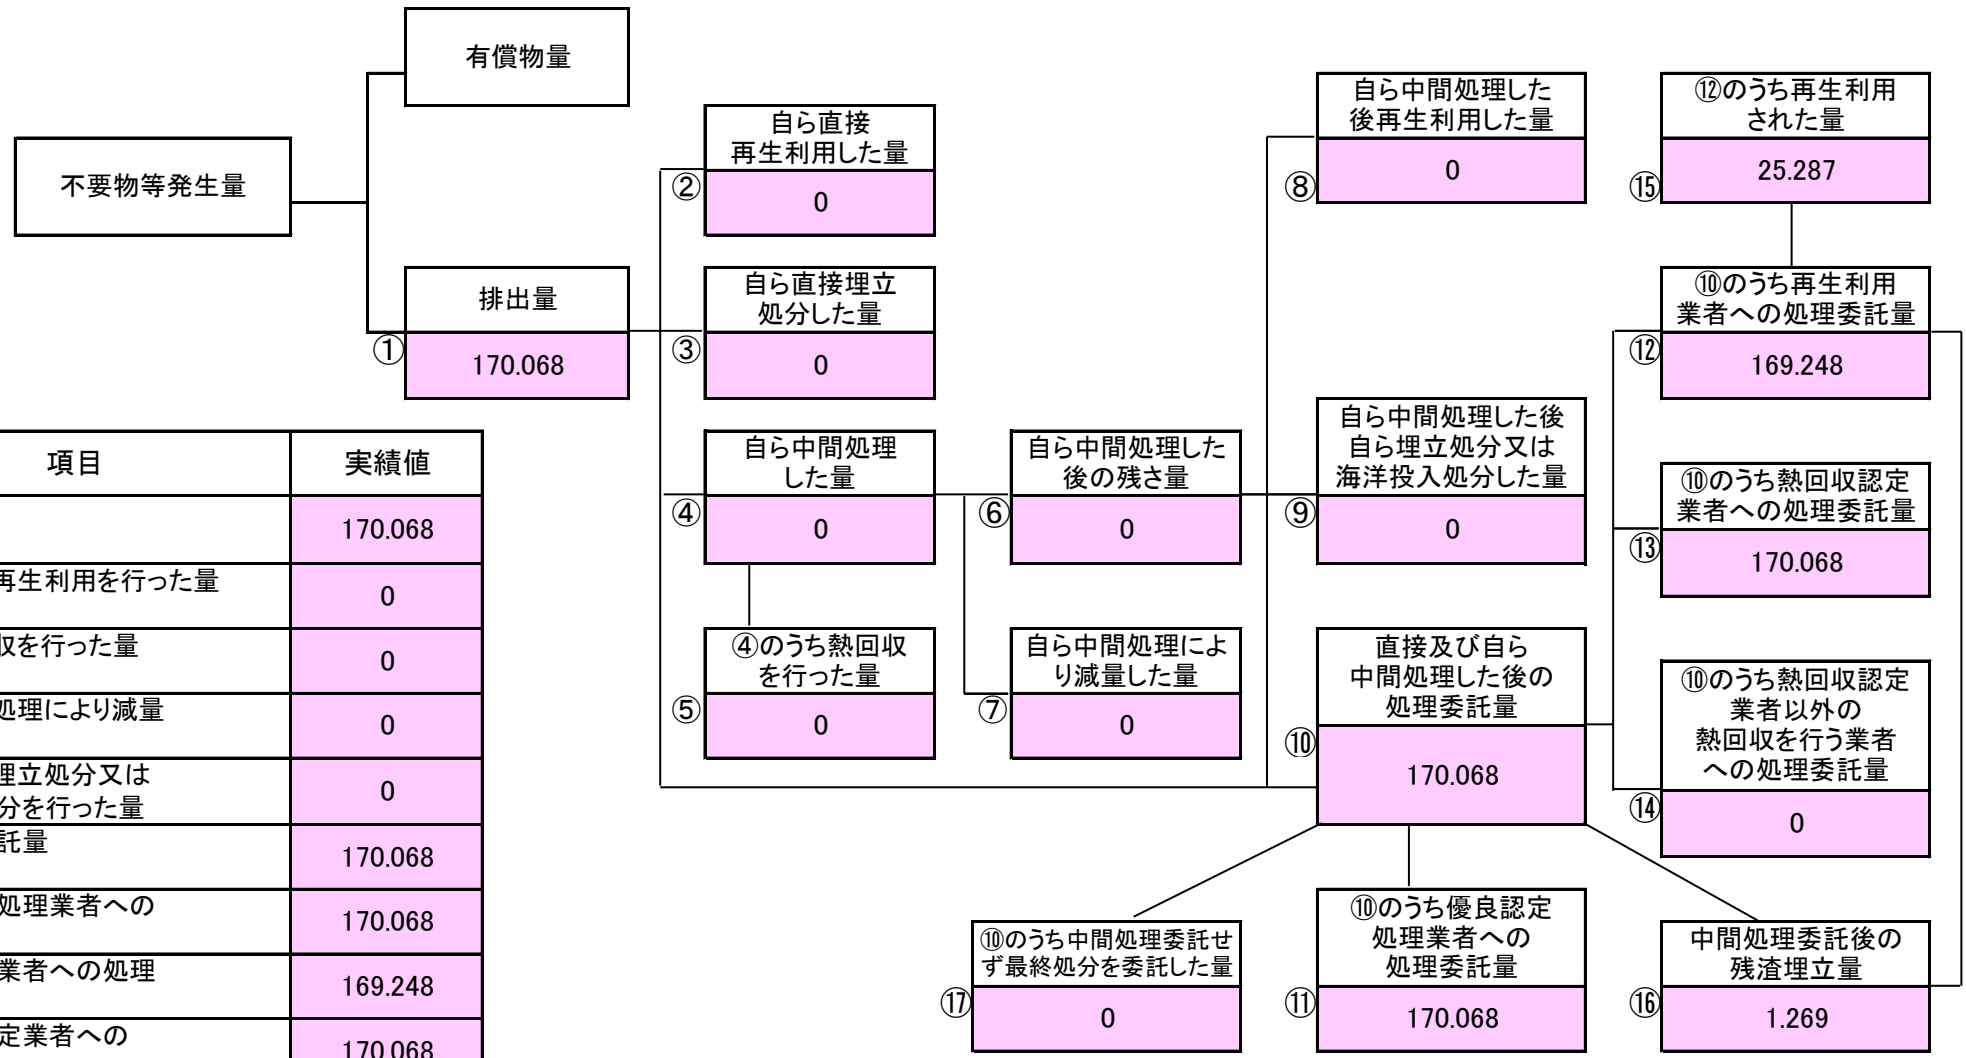 有償物量
不要物等発生量
排出量
①
170.068
自ら直接
再生利用した量
②
0
自ら直接埋立
処分した量
③
0
自ら中間処理
した量
④
0
④のうち熱回収
を行った量
⑤
0
自ら中間処理した
後の残さ量
⑥
0
自ら中間処理によ
り減量した量
⑦
0
自ら中間処理した
後再生利用した量
⑧
0
自ら中間処理した後
自ら埋立処分又は
海洋投入処分した量
⑨
0
直接及び自ら
中間処理した後の
処理委託量
⑩
170.068
⑫のうち再生利用
された量
⑮
25.287
⑩のうち再生利用
業者への処理委託量
⑫
169.248
⑩のうち熱回収認定
業者への処理委託量
⑬
170.068
⑩のうち熱回収認定
業者以外の
熱回収を行う業者
への処理委託量
⑭
0
⑩のうち中間処理委託せ
ず最終処分を委託した量
⑰
0
⑩のうち優良認定
処理業者への
処理委託量
⑪
170.068
中間処理委託後の
残渣埋立量
⑯
1.269
項目
実績値
170.068
再生利用を行った量
0
収を行った量
0
処理により減量
0
埋立処分又は
分を行った量
0
託量
170.068
処理業者への
170.068
業者への処理
169.248
定業者への
170.068